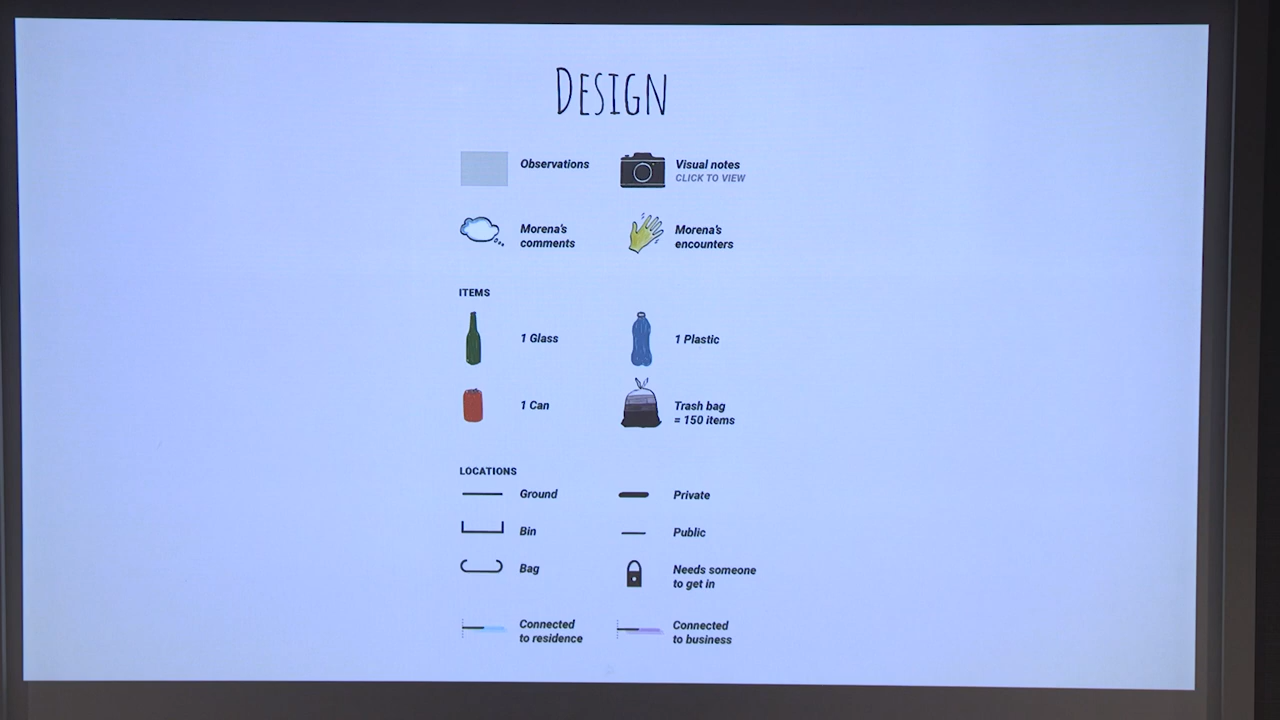 DESIGN
Observations
Visual notes
CLICK TO VIEW
Morena's
comments
Morena's
encounters
ITEMS
1 Glass
1 Plastic
1 Can
Trash bag
= 150 items
LOCATIONS
Ground
Private
Bin
Public
Bag
Needs someone
to get in
Connected
to residence
Connected
to business